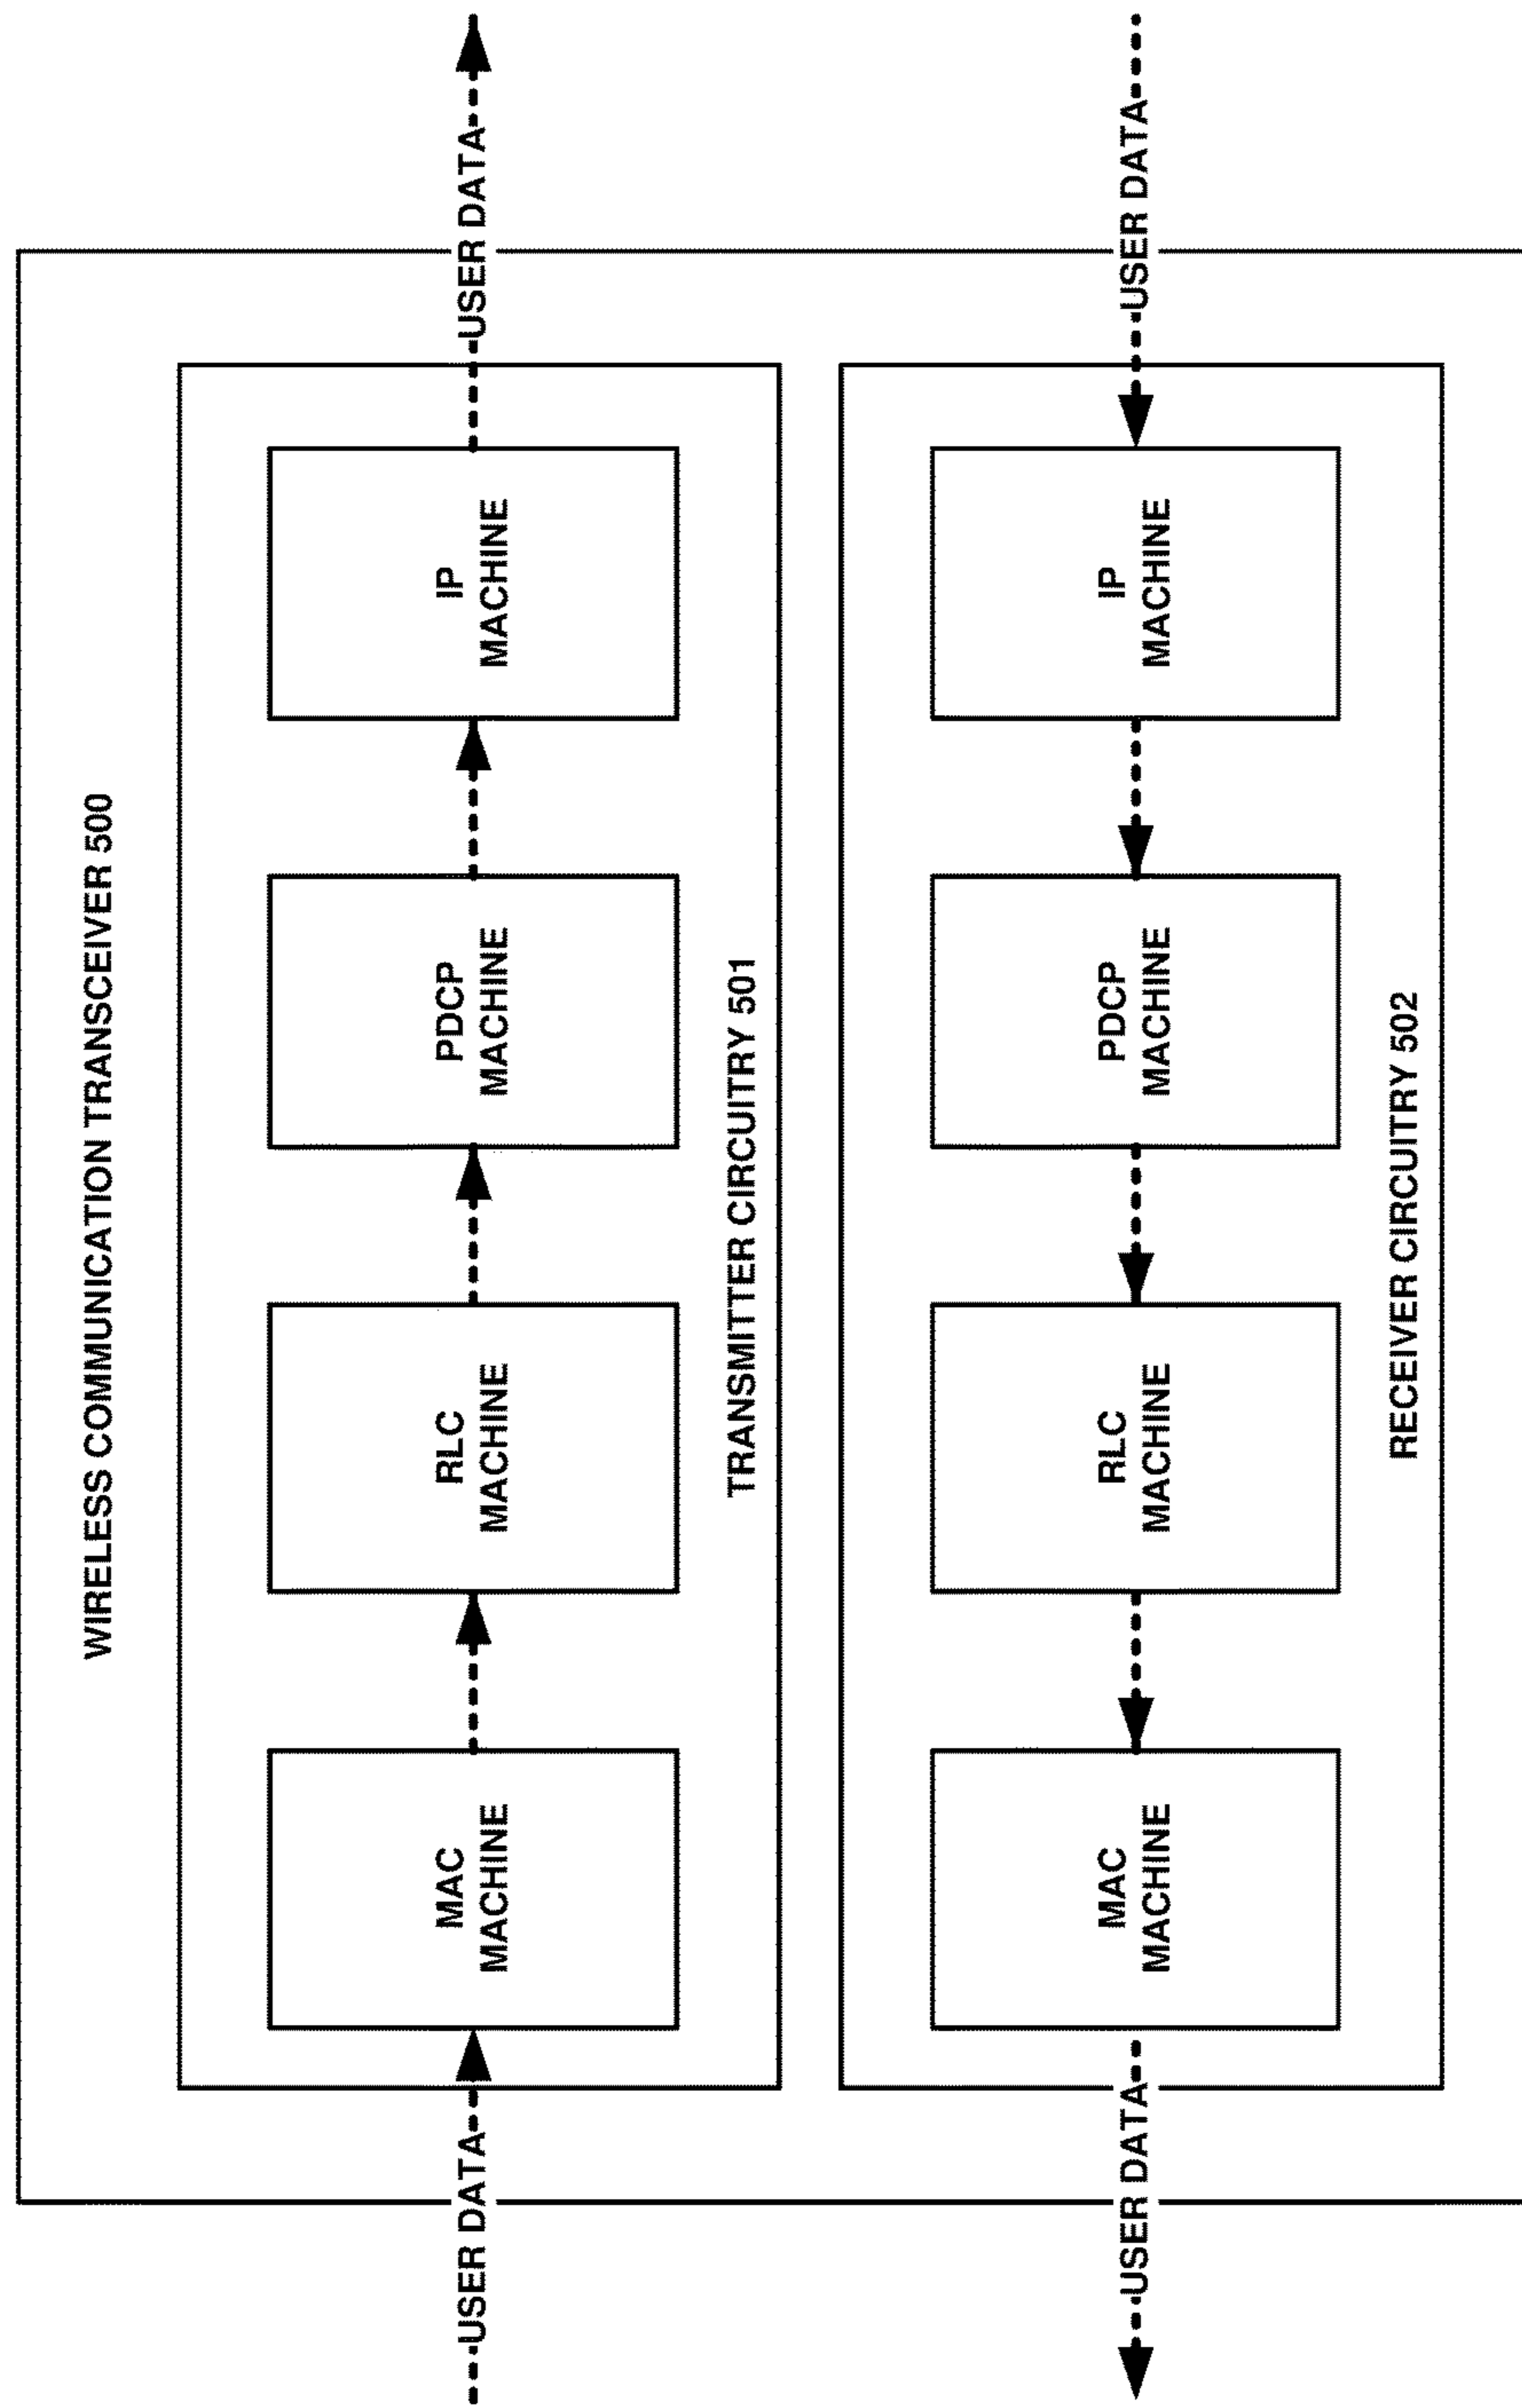 WIRELESS COMMUNICATION TRANSCEIVER 500
USER DATA
MAC
MACHINE
RLC
MACHINE
PDCP
MACHINE
IP
MACHINE
USER DATA
TRANSMITTER CIRCUITRY 501
USER DATA
MAC
MACHINE
RLC
MACHINE
PDCP
MACHINE
IP
MACHINE
USER DATA
RECEIVER CIRCUITRY 502